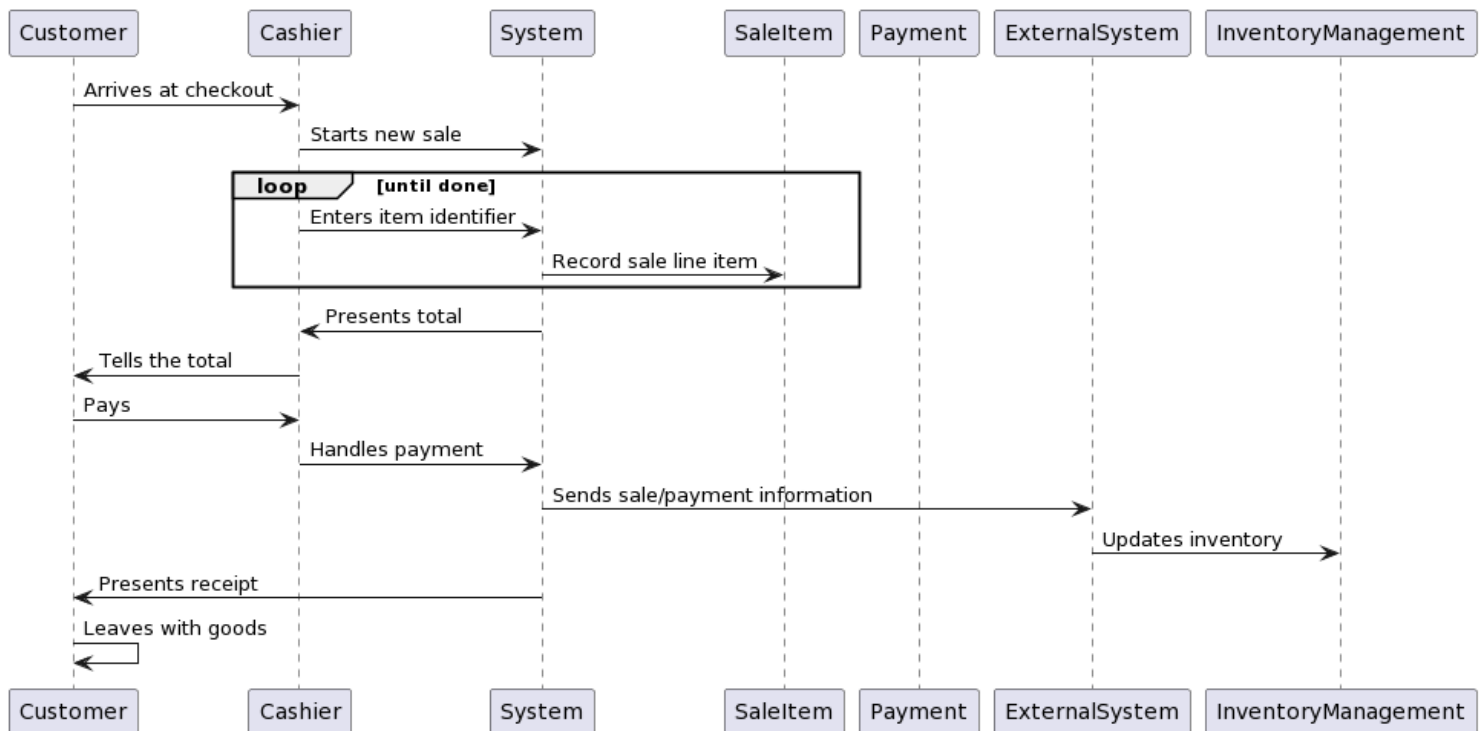 Customer Cashier System SaleItem Payment ExternalSystem InventoryManagement
Arrives at checkout
Starts new sale
loop [until done]
Enters item identifier
Record sale line item
Presents total
Tells the total
Pays
Handles payment
Sends sale/payment information
Updates inventory
Presents receipt
Leaves with goods
Customer Cashier System SaleItem Payment ExternalSystem InventoryManagement